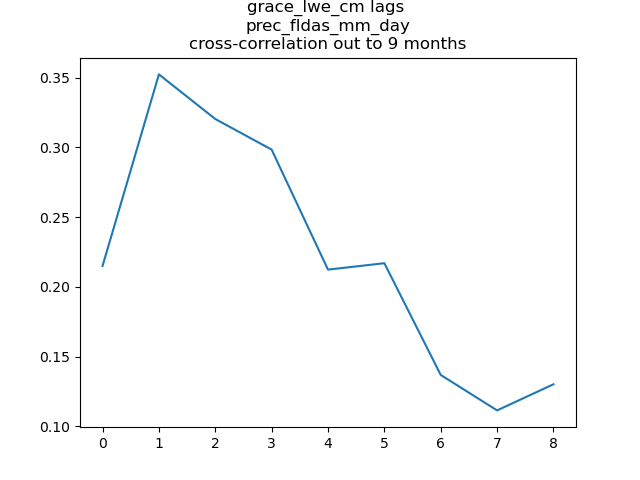 grace_lwe_cm lags
prec_fldas_mm_day
cross-correlation out to 9 months
0.35
0.30
0.25
0.20
0.15
0.10
0 1 2 3 4 5 6 7 8